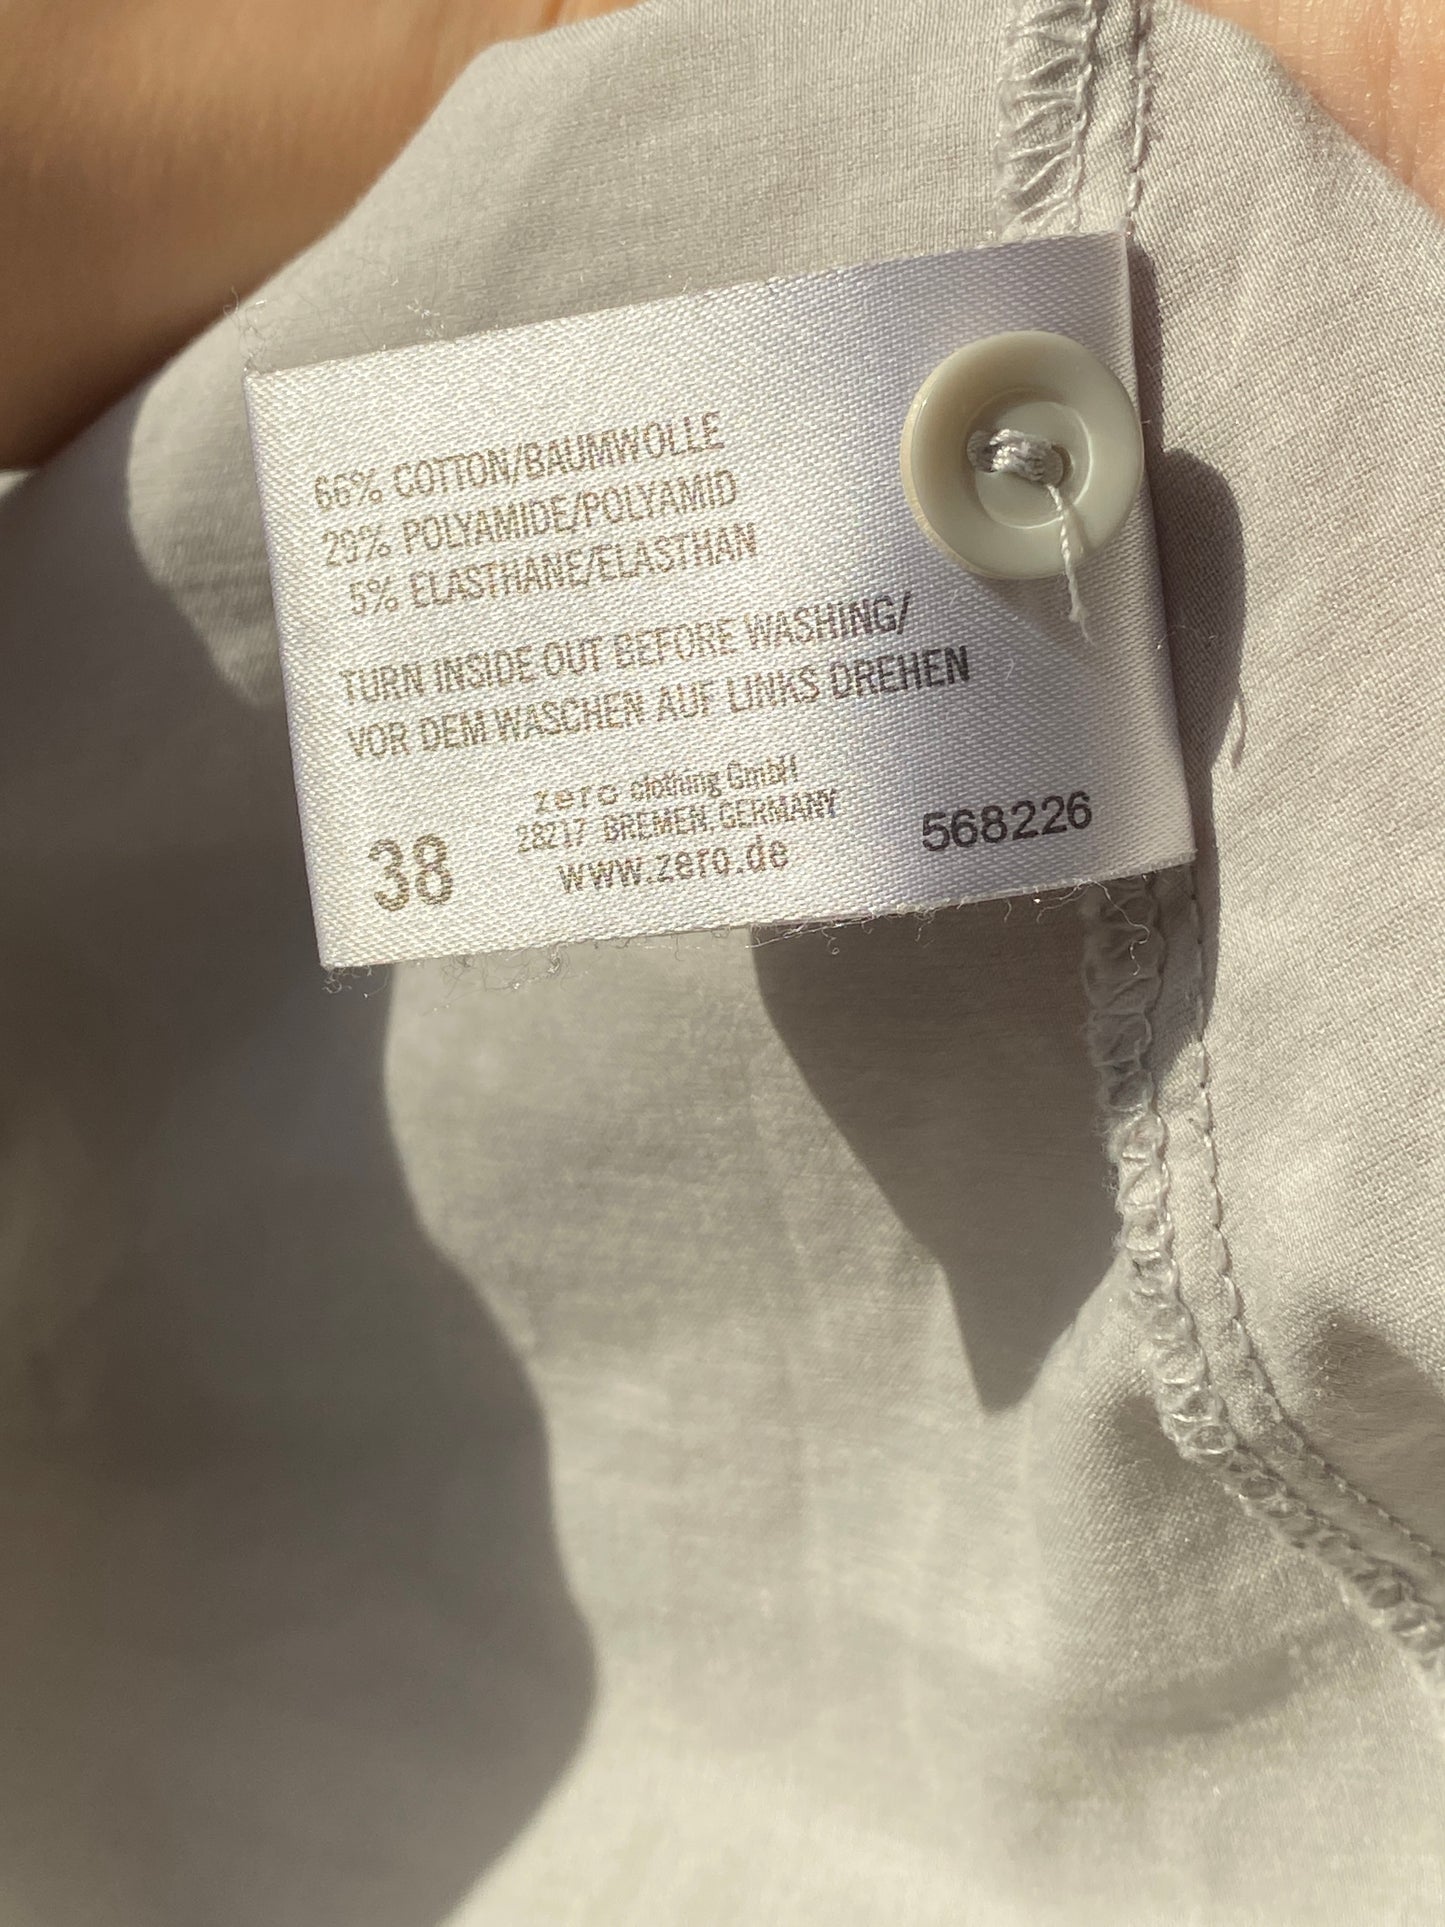 66% COTTON/BAUMWOLLE
29% POLYAMIDE/POLYAMID
5% ELASTHANE/ELASTHAN
TURN INSIDE OUT BEFORE WASHING/
VOR DEM WASCHEN AUF LINKS DREHEN
zero clothing GmbH
28217 BREMEN, GERMANY
www.zero.de
38
568226